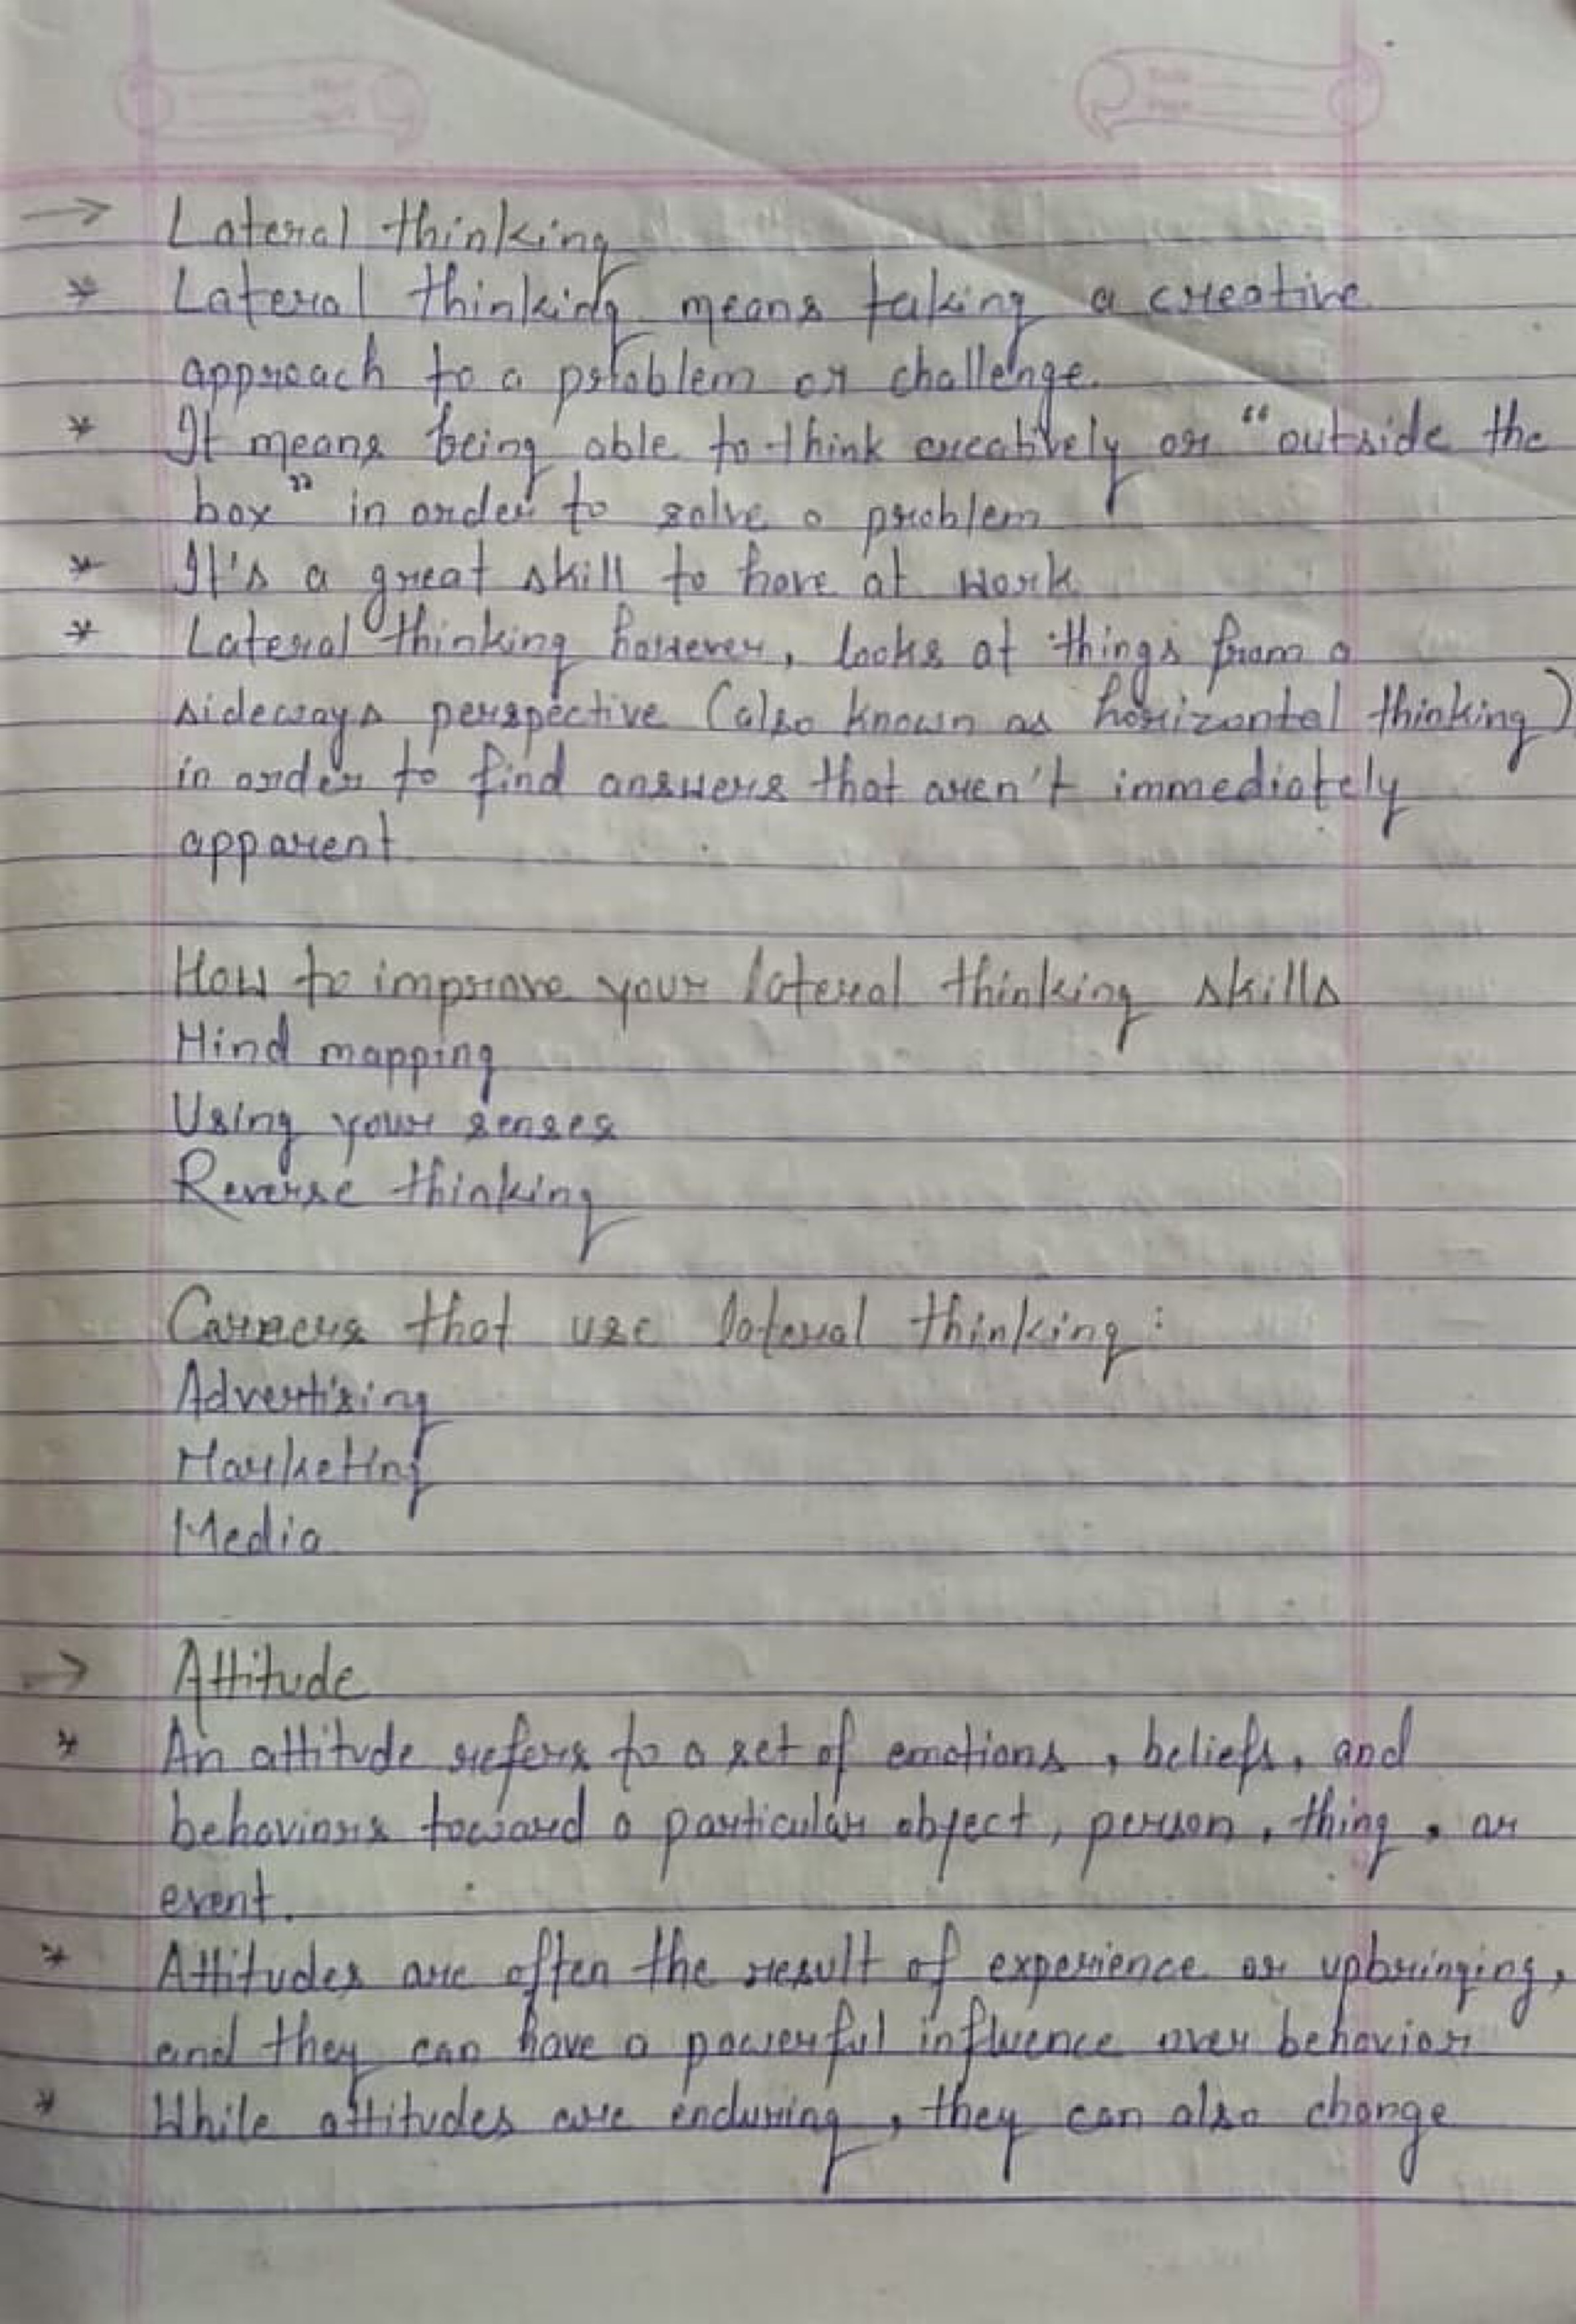 → Lateral thinking
* Lateral thinking means taking a creative
approach to a problem or challenge.
* It means being able to think creatively or "outside the
box" in order to solve a problem
* It's a great skill to have at work
* Lateral thinking however, looks at things from a
sideways perspective (also known as horizontal thinking)
in order to find answers that aren't immediately
apparent.
How to improve your lateral thinking skills
Mind mapping
Using your senses
Reverse thinking
Careers that use lateral thinking :
Advertising
Marketing
Media
→ Attitude
* An attitude refers to a set of emotions, beliefs, and
behaviors toward a particular object, person, thing, or
event.
* Attitudes are often the result of experience or upbringing,
and they can have a powerful influence over behavior
* While attitudes are enduring, they can also change